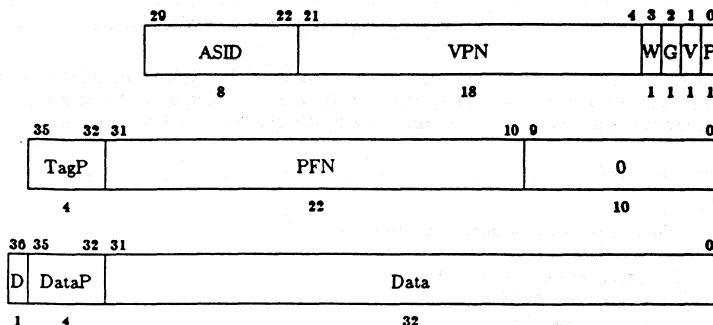 29 22 21 4 3 2 1 0
ASID VPN W G V P
8 18 1 1 1 1
35 32 31 10 9 0
TagP PFN 0
4 22 10
36 35 32 31 0
D DataP Data
1 4 32